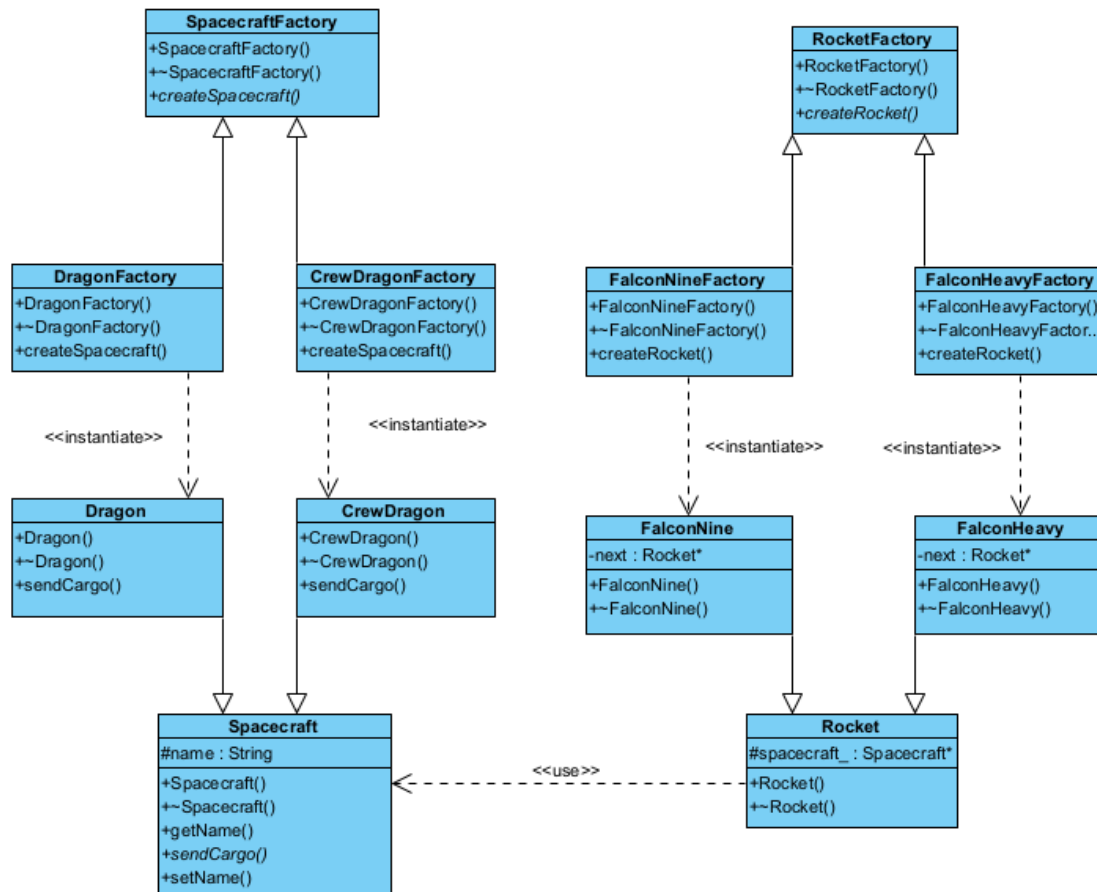 SpacecraftFactory
+SpacecraftFactory()
+~SpacecraftFactory()
+createSpacecraft()
RocketFactory
+RocketFactory()
+~RocketFactory()
+createRocket()
DragonFactory
+DragonFactory()
+~DragonFactory()
+createSpacecraft()
CrewDragonFactory
+CrewDragonFactory()
+~CrewDragonFactory()
+createSpacecraft()
FalconNineFactory
+FalconNineFactory()
+~FalconNineFactory()
+createRocket()
FalconHeavyFactory
+FalconHeavyFactory()
+~FalconHeavyFactor...
+createRocket()
<<instantiate>>
<<instantiate>>
<<instantiate>>
<<instantiate>>
Dragon
+Dragon()
+~Dragon()
+sendCargo()
CrewDragon
+CrewDragon()
+~CrewDragon()
+sendCargo()
FalconNine
-next : Rocket*
+FalconNine()
+~FalconNine()
FalconHeavy
-next : Rocket*
+FalconHeavy()
+~FalconHeavy()
Spacecraft
#name : String
+Spacecraft()
+~Spacecraft()
+getName()
+sendCargo()
+setName()
<<use>>
Rocket
#spacecraft_ : Spacecraft*
+Rocket()
+~Rocket()